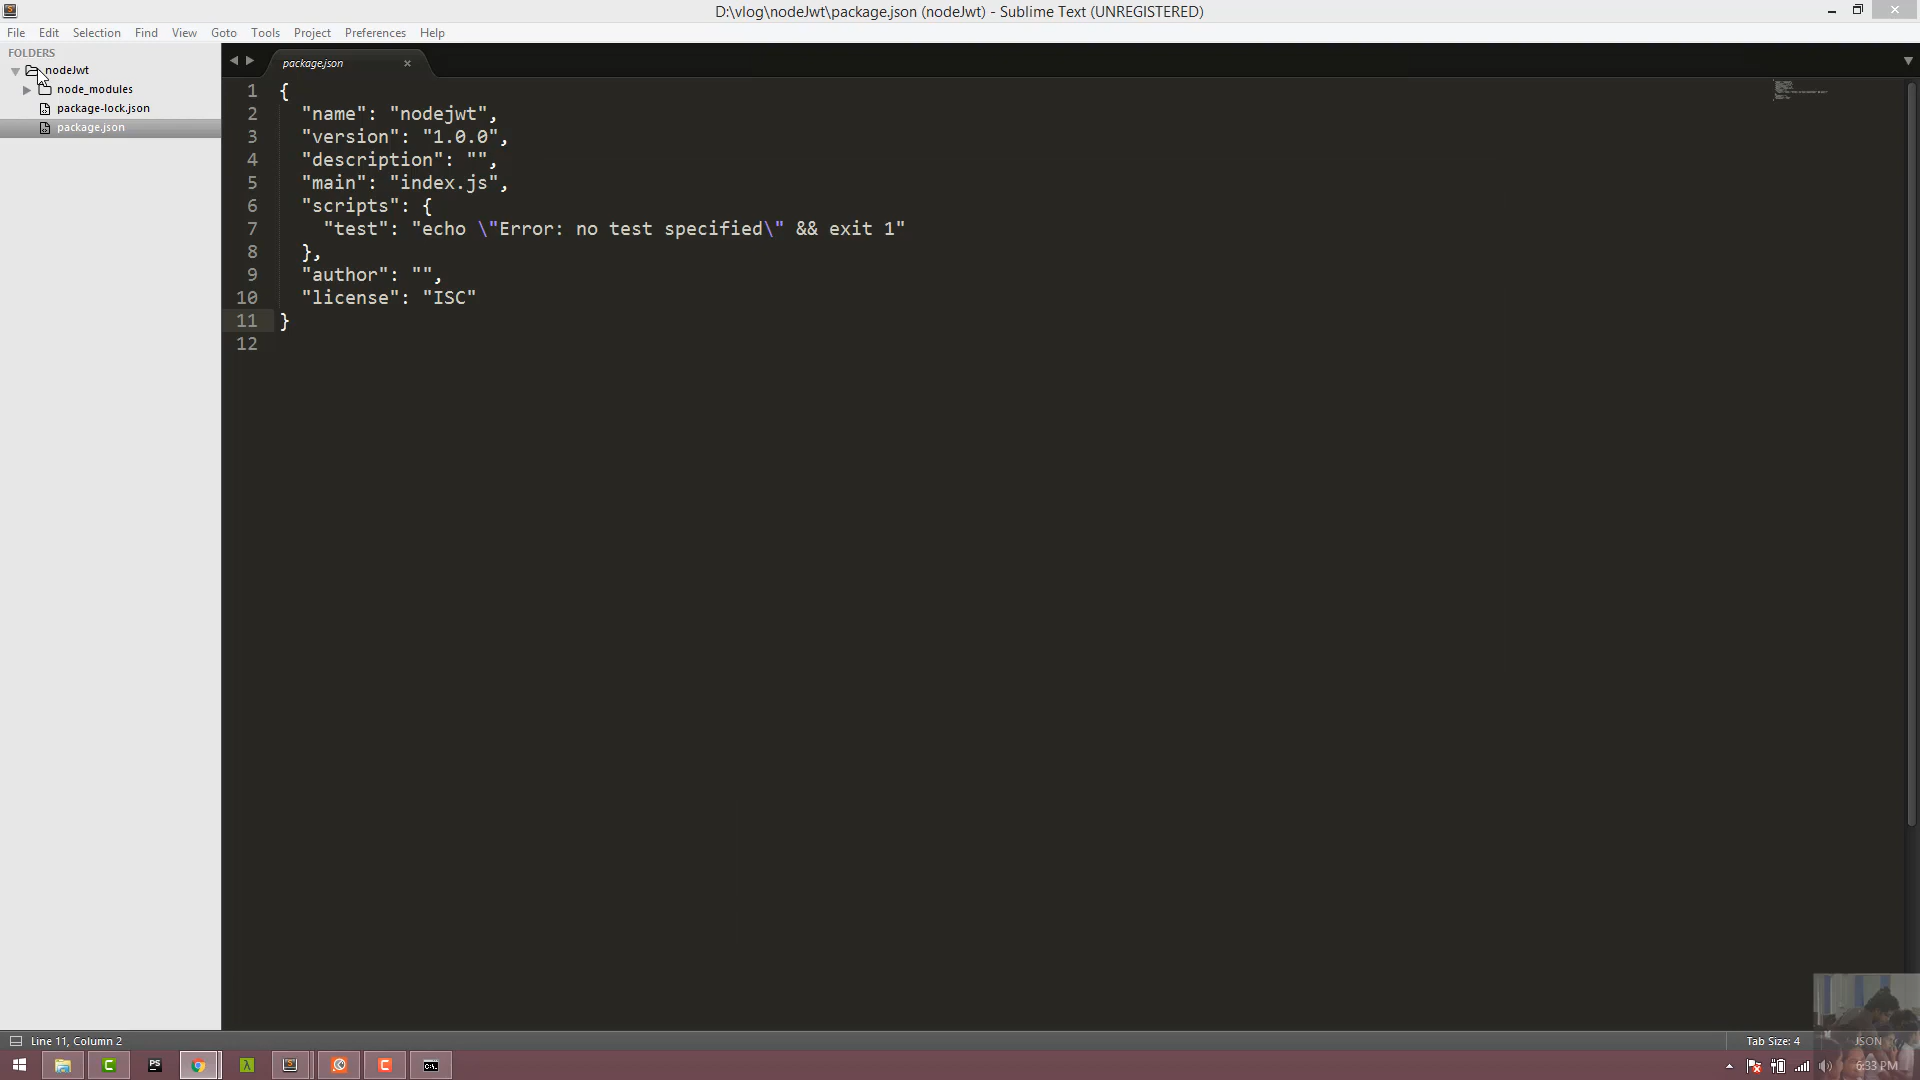 D:\vlog\nodeJwt\package.json (nodeJwt) - Sublime Text (UNREGISTERED)
File Edit Selection Find View Goto Tools Project Preferences Help
FOLDERS
nodeJwt
node_modules
package-lock.json
package.json
package.json
1 {
2 "name": "nodejwt",
3 "version": "1.0.0",
4 "description": "",
5 "main": "index.js",
6 "scripts": {
7 "test": "echo \"Error: no test specified\" && exit 1"
8 },
9 "author": "",
10 "license": "ISC"
11 }
12
Line 11, Column 2
Tab Size: 4
JSON
PS
6:33 PM